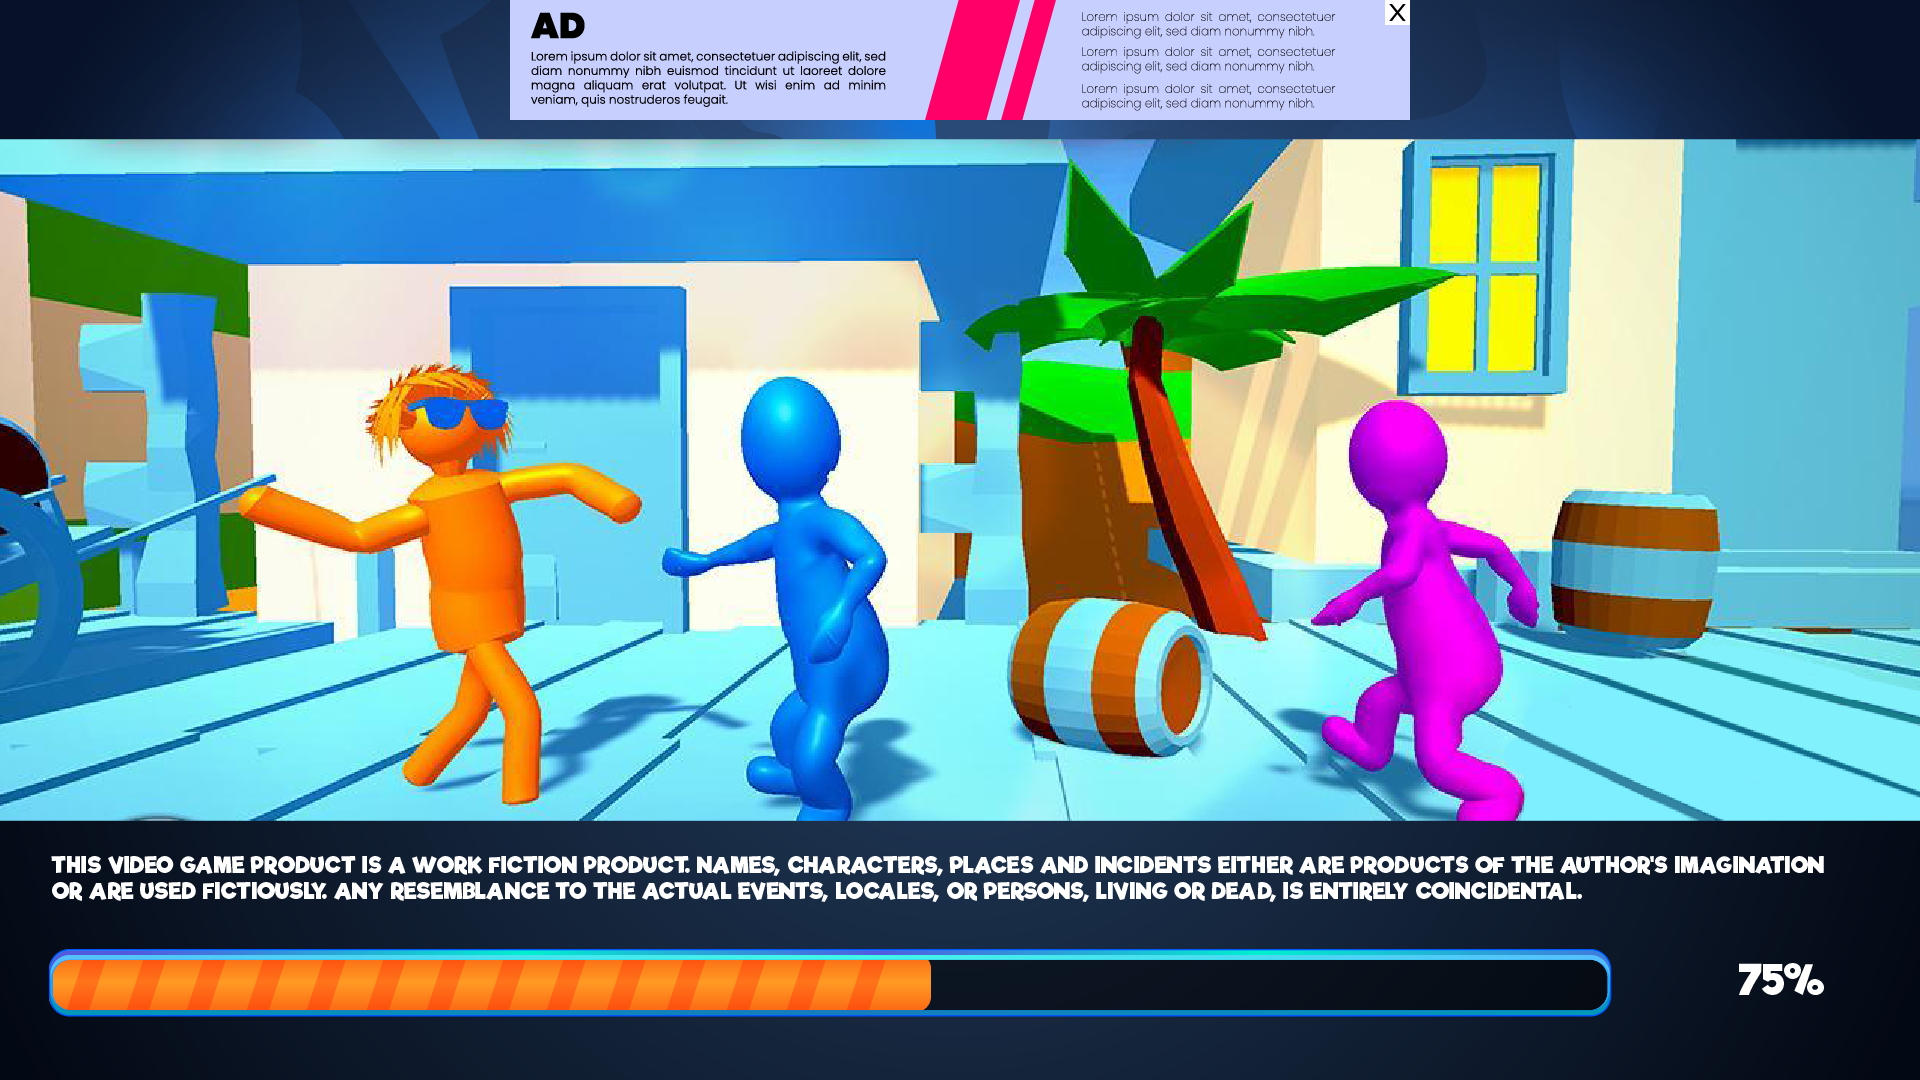 AD
Lorem ipsum dolor sit amet, consectetuer adipiscing elit, sed
diam nonummy nibh euismod tincidunt ut laoreet dolore
magna aliquam erat volutpat. Ut wisi enim ad minim
veniam, quis nostruderos feugait.
Lorem ipsum dolor sit amet, consectetuer
adipiscing elit, sed diam nonummy nibh.
Lorem ipsum dolor sit amet, consectetuer
adipiscing elit, sed diam nonummy nibh.
Lorem ipsum dolor sit amet, consectetuer
adipiscing elit, sed diam nonummy nibh.
X
THIS VIDEO GAME PRODUCT IS A WORK FICTION PRODUCT. NAMES, CHARACTERS, PLACES AND INCIDENTS EITHER ARE PRODUCTS OF THE AUTHOR'S IMAGINATION
OR ARE USED FICTIOUSLY. ANY RESEMBLANCE TO THE ACTUAL EVENTS, LOCALES, OR PERSONS, LIVING OR DEAD, IS ENTIRELY COINCIDENTAL.
75%